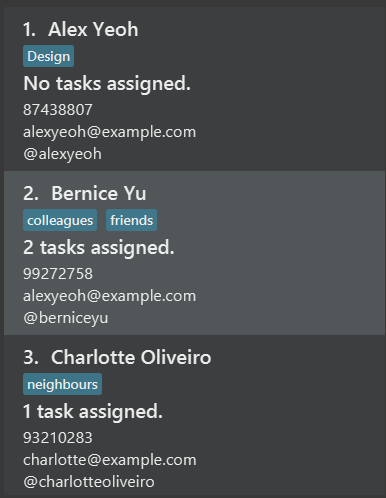 1. Alex Yeoh
Design
No tasks assigned.
87438807
alexyeoh@example.com
@alexyeoh
2. Bernice Yu
colleagues friends
2 tasks assigned.
99272758
alexyeoh@example.com
@berniceyu
3. Charlotte Oliveiro
neighbours
1 task assigned.
93210283
charlotte@example.com
@charlotteoliveiro